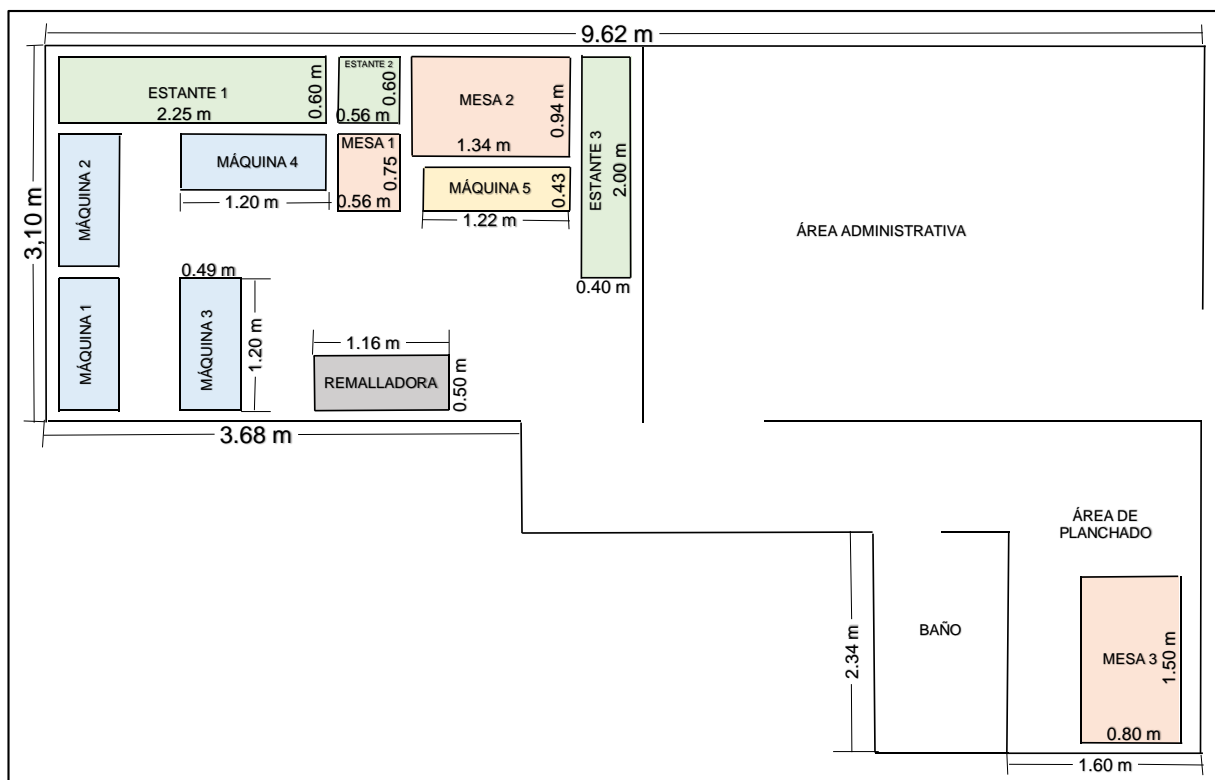 9.62 m
ESTANTE 1
2.25 m
0.60 m
ESTANTE 2
0.60
0.56 m
MESA 2
0.94 m
1.34 m
ESTANTE 3
2.00 m
0.40 m
3,10 m
MÁQUINA 2
MÁQUINA 4
1.20 m
MESA 1
0.75
0.56 m
MÁQUINA 5
0.43
1.22 m
ÁREA ADMINISTRATIVA
MÁQUINA 1
0.49 m
MÁQUINA 3
1.20 m
1.16 m
REMALLADORA
0.50 m
3.68 m
ÁREA DE
PLANCHADO
2.34 m
BAÑO
MESA 3
1.50 m
0.80 m
1.60 m